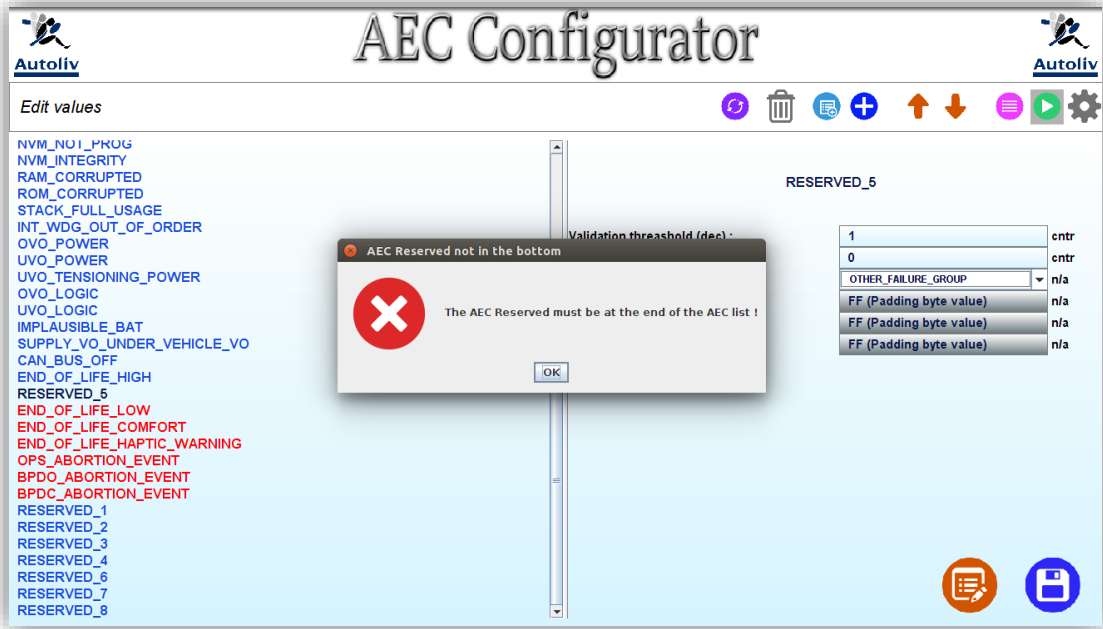 AEC Configurator
Autoliv
Autoliv
Edit values
NVM_NOT_PROG
NVM_INTEGRITY
RAM_CORRUPTED
ROM_CORRUPTED
STACK_FULL_USAGE
INT_WDG_OUT_OF_ORDER
OVO_POWER
UVO_POWER
UVO_TENSIONING_POWER
OVO_LOGIC
UVO_LOGIC
IMPLAUSIBLE_BAT
SUPPLY_VO_UNDER_VEHICLE_VO
CAN_BUS_OFF
END_OF_LIFE_HIGH
RESERVED_5
END_OF_LIFE_LOW
END_OF_LIFE_COMFORT
END_OF_LIFE_HAPTIC_WARNING
OPS_ABORTION_EVENT
BPDO_ABORTION_EVENT
BPDC_ABORTION_EVENT
RESERVED_1
RESERVED_2
RESERVED_3
RESERVED_4
RESERVED_6
RESERVED_7
RESERVED_8
RESERVED_5
Validation threashold (dec) :
1 cntr
0 cntr
OTHER_FAILURE_GROUP n/a
FF (Padding byte value) n/a
FF (Padding byte value) n/a
FF (Padding byte value) n/a
AEC Reserved not in the bottom
The AEC Reserved must be at the end of the AEC list !
OK